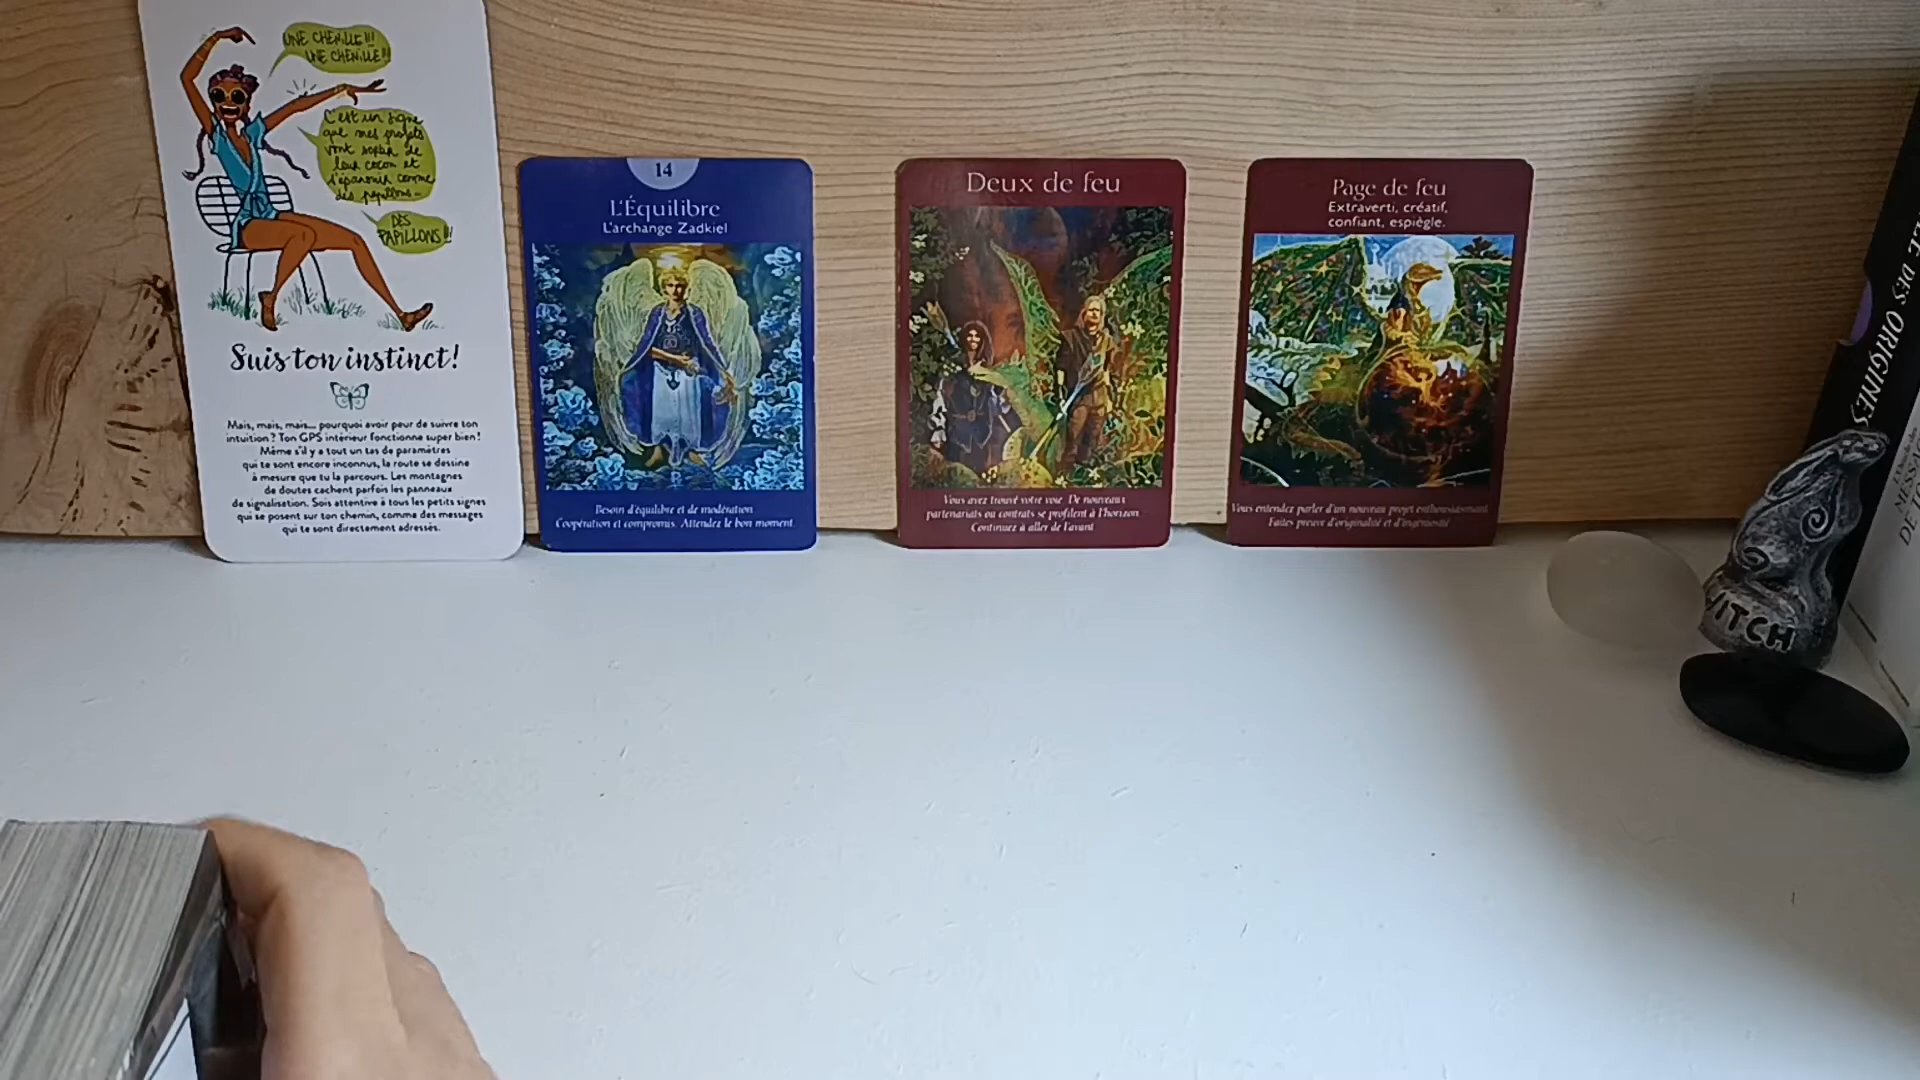 UNE CHENILLE!!!
UNE CHENILLE!!
C'est un signe
que mes projets
vont sortir de
leur cocon et
s'épanouir comme
des papillons...
DES
PAPILLONS!!!
Suis ton instinct!
Mais, mais, mais... pourquoi avoir peur de suivre ton
intuition? Ton GPS intérieur fonctionne super bien!
Même s'il y a tout un tas de paramètres
qui te sont encore inconnus, la route se dessine
à mesure que tu la parcours. Les montagnes
de doutes cachent parfois les panneaux
de signalisation. Sois attentive à tous les petits signes
qui se posent sur ton chemin, comme des messages
qui te sont directement adressés.
14
L'Équilibre
L'archange Zadkiel
Besoin d'équilibre et de modération.
Coopération et compromis. Attendez le bon moment.
Deux de feu
Vous avez trouvé votre voie. De nouveaux
partenariats ou contrats se profilent à l'horizon.
Continuez à aller de l'avant.
Page de feu
Extraverti, créatif,
confiant, espiègle.
Vous entendez parler d'un nouveau projet enthousiasmant.
Faites preuve d'originalité et d'ingéniosité.
DES ORIGINES
WITCH